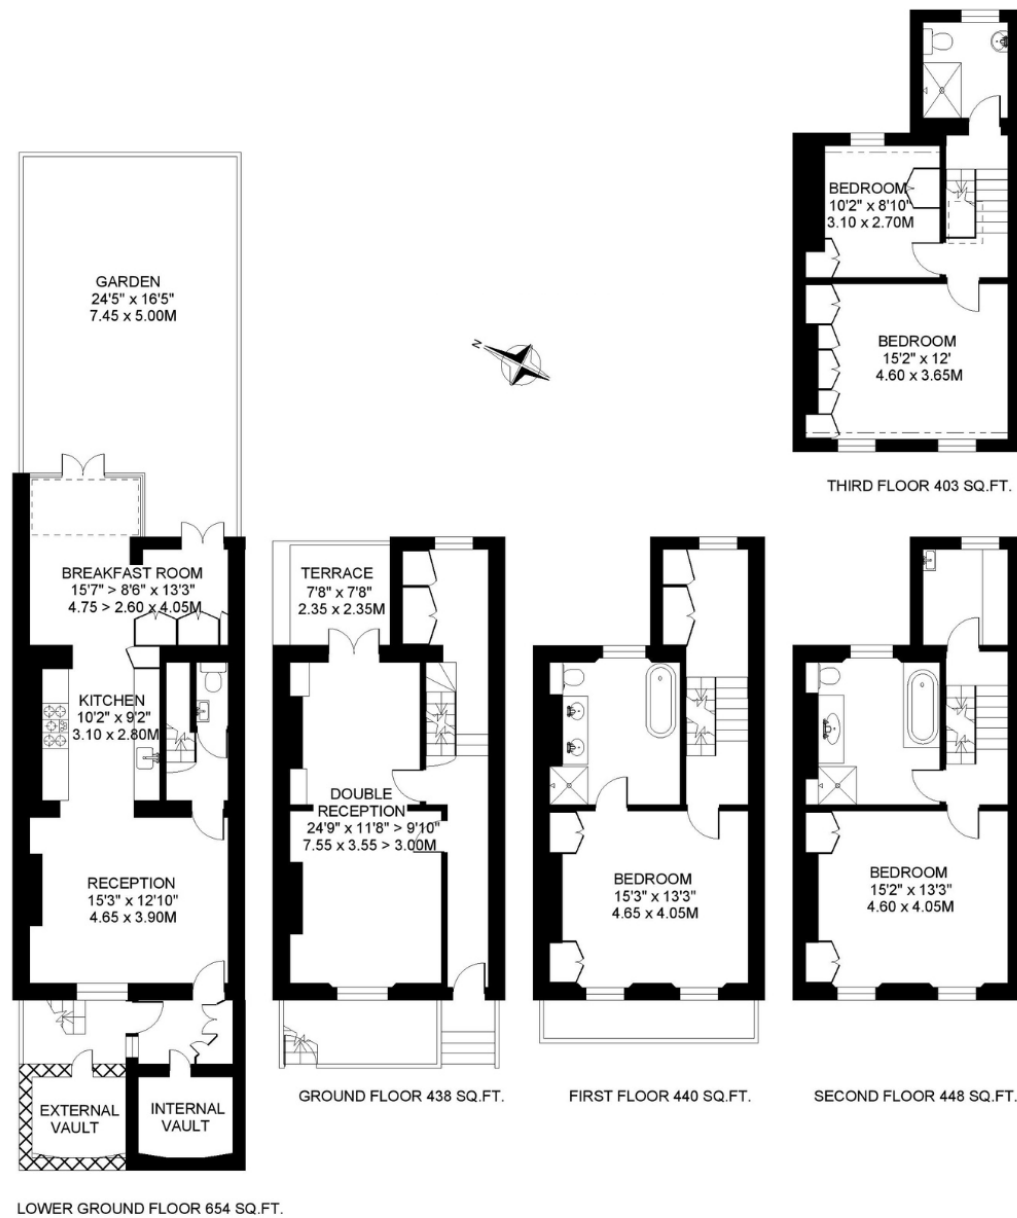 BEDROOM
10'2" x 8'10"
3.10 x 2.70M
BEDROOM
15'2" x 12'
4.60 x 3.65M
THIRD FLOOR 403 SQ.FT.
GARDEN
24'5" x 16'5"
7.45 x 5.00M
N
BREAKFAST ROOM
15'7" > 8'6" x 13'3"
4.75 > 2.60 x 4.05M
KITCHEN
10'2" x 9'2"
3.10 x 2.80M
RECEPTION
15'3" x 12'10"
4.65 x 3.90M
EXTERNAL
VAULT
INTERNAL
VAULT
LOWER GROUND FLOOR 654 SQ.FT.
TERRACE
7'8" x 7'8"
2.35 x 2.35M
DOUBLE
RECEPTION
24'9" x 11'8" > 9'10"
7.55 x 3.55 > 3.00M
GROUND FLOOR 438 SQ.FT.
BEDROOM
15'3" x 13'3"
4.65 x 4.05M
FIRST FLOOR 440 SQ.FT.
BEDROOM
15'2" x 13'3"
4.60 x 4.05M
SECOND FLOOR 448 SQ.FT.